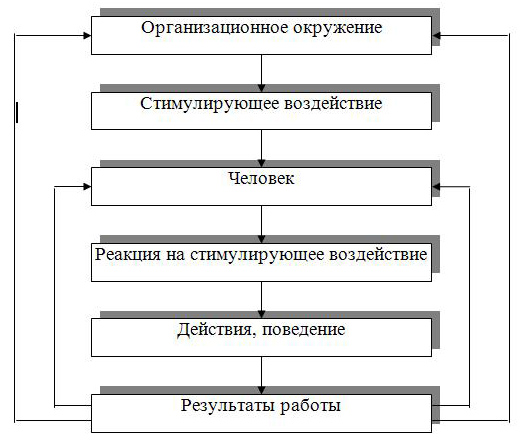 Организационное окружение
Стимулирующее воздействие
Человек
Реакция на стимулирующее воздействие
Действия, поведение
Результаты работы